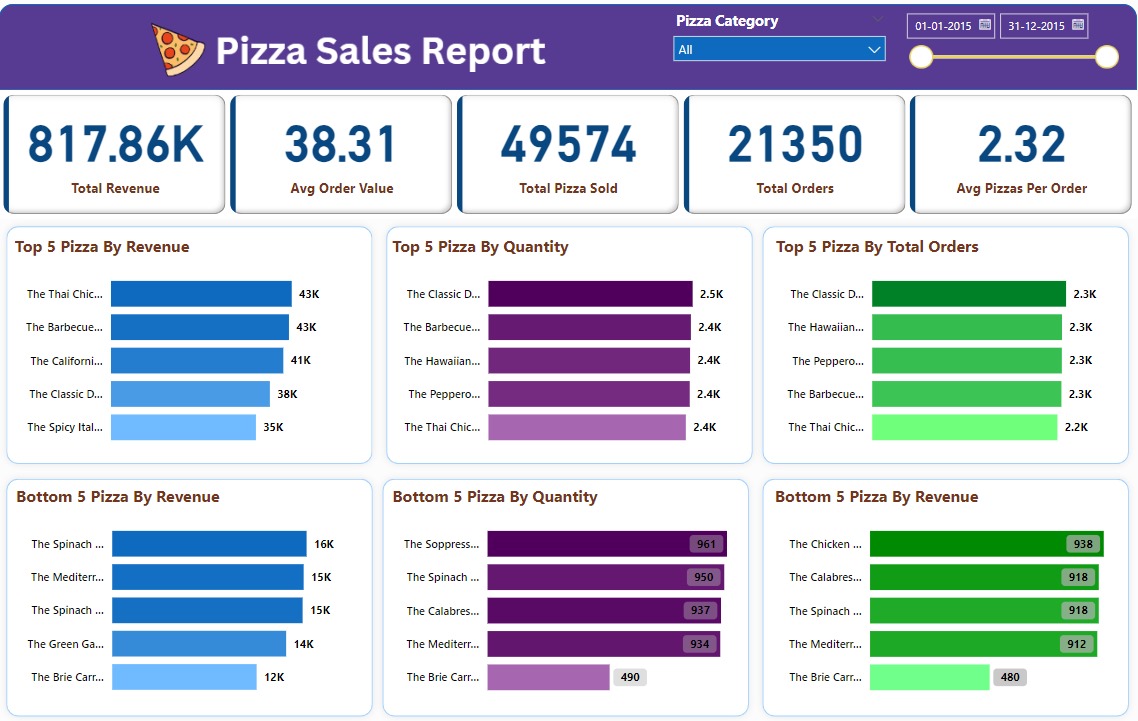 Pizza Sales Report
Pizza Category
All
01-01-2015
31-12-2015
817.86K
Total Revenue
38.31
Avg Order Value
49574
Total Pizza Sold
21350
Total Orders
2.32
Avg Pizzas Per Order
Top 5 Pizza By Revenue
The Thai Chic... 43K
The Barbecue... 43K
The Californi... 41K
The Classic D... 38K
The Spicy Ital... 35K
Top 5 Pizza By Quantity
The Classic D... 2.5K
The Barbecue... 2.4K
The Hawaiian... 2.4K
The Peppero... 2.4K
The Thai Chic... 2.4K
Top 5 Pizza By Total Orders
The Classic D... 2.3K
The Hawaiian... 2.3K
The Peppero... 2.3K
The Barbecue... 2.3K
The Thai Chic... 2.2K
Bottom 5 Pizza By Revenue
The Spinach ... 16K
The Mediterr... 15K
The Spinach ... 15K
The Green Ga... 14K
The Brie Carr... 12K
Bottom 5 Pizza By Quantity
The Soppress... 961
The Spinach ... 950
The Calabres... 937
The Mediterr... 934
The Brie Carr... 490
Bottom 5 Pizza By Revenue
The Chicken ... 938
The Calabres... 918
The Spinach ... 918
The Mediterr... 912
The Brie Carr... 480